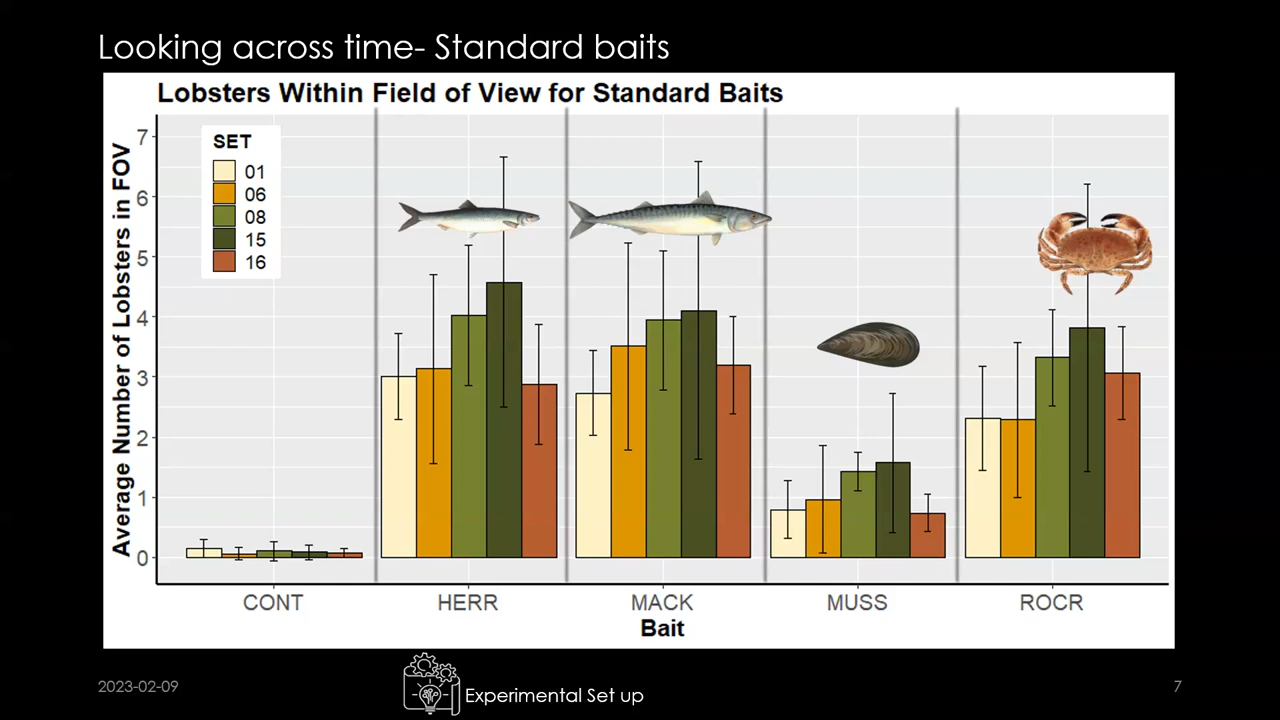 Looking across time- Standard baits
Lobsters Within Field of View for Standard Baits
Average Number of Lobsters in FOV
7
6
5
4
3
2
1
0
SET
01
06
08
15
16
CONT
HERR
MACK
MUSS
ROCR
Bait
2023-02-09
Experimental Set up
7